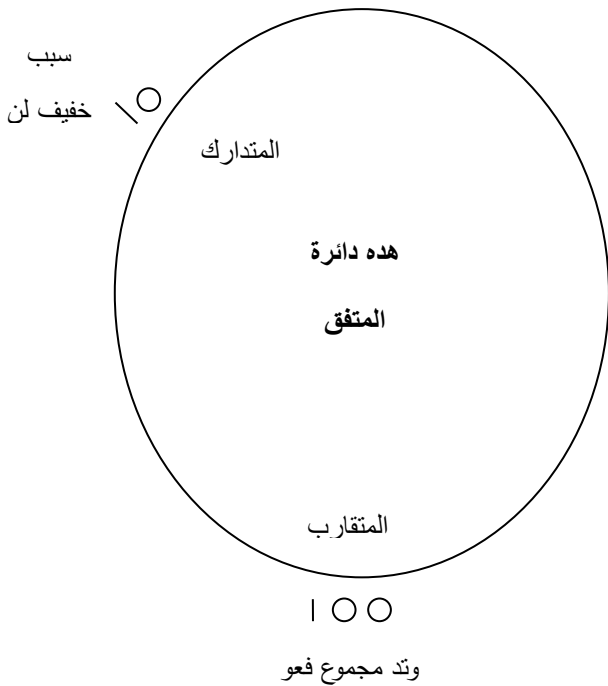 سبب
خفيف لن
المتدارك
هده دائرة
المتفق
المتقارب
وتد مجموع فعو